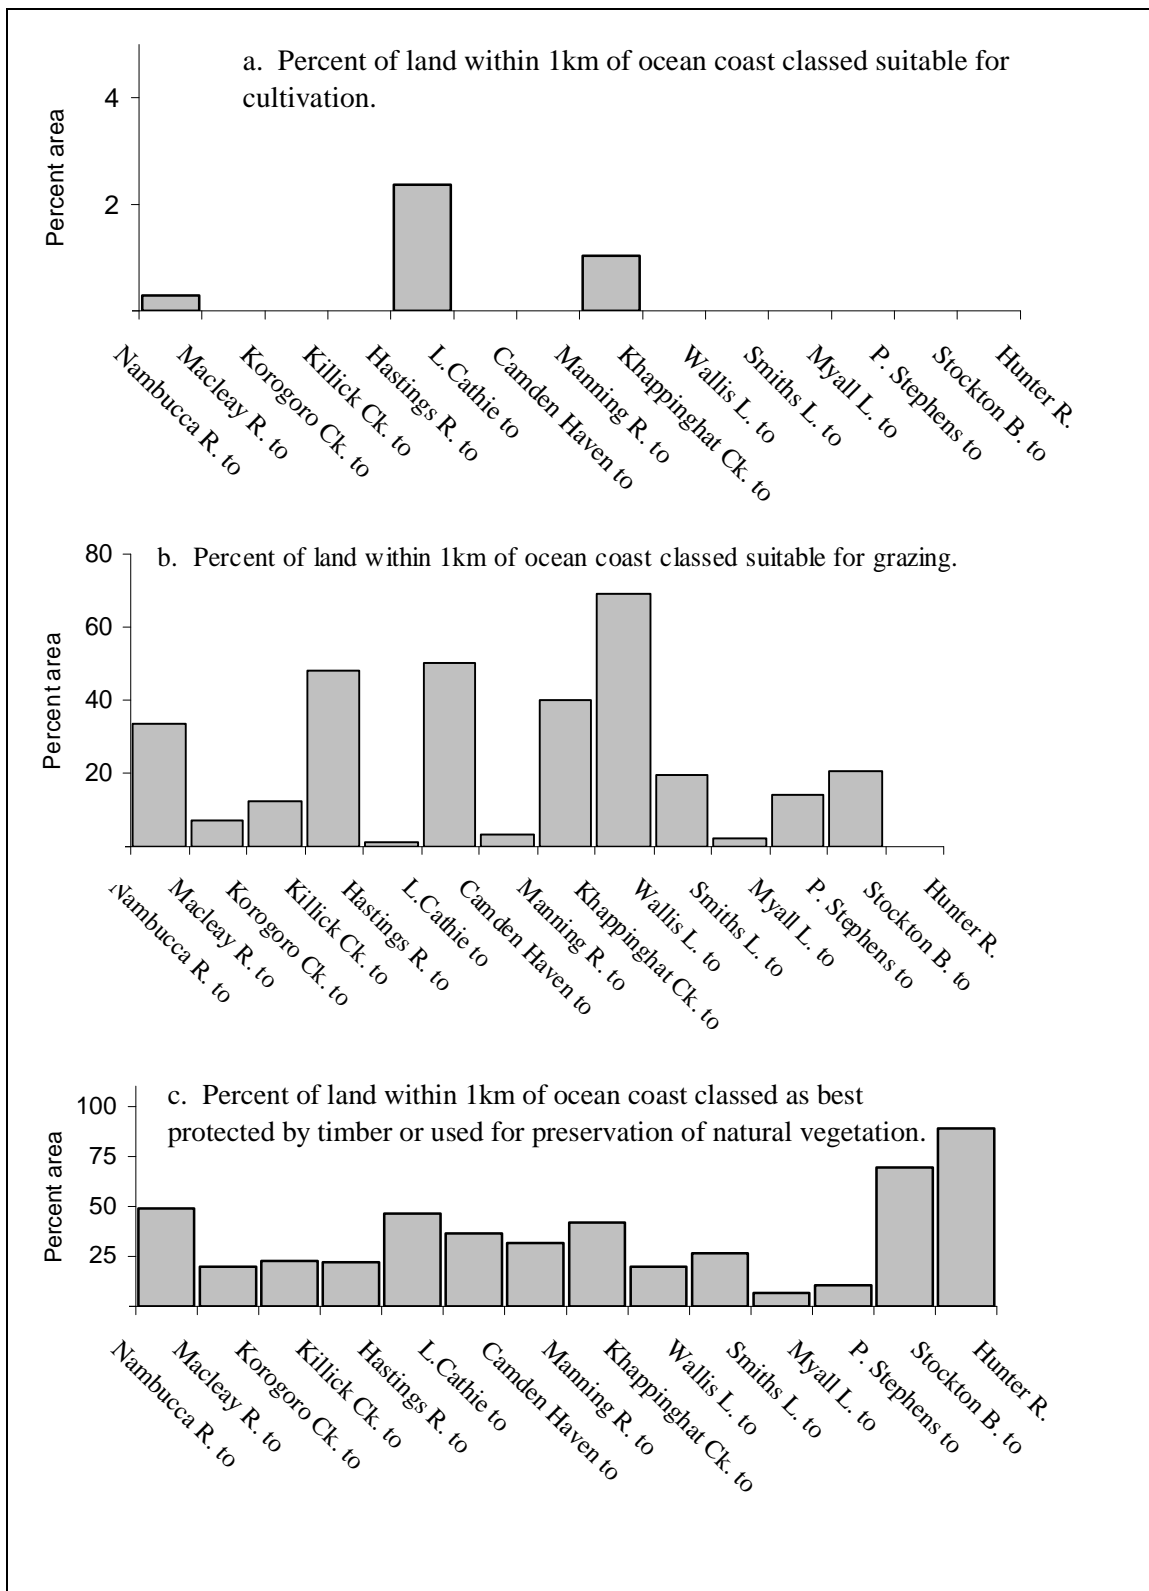 a. Percent of land within 1km of ocean coast classed suitable for
cultivation.
Percent area
4
2
Nambucca R. to
Macleay R. to
Korogoro Ck. to
Killick Ck. to
Hastings R. to
L.Cathie to
Camden Haven to
Manning R. to
Khappinghat Ck. to
Wallis L. to
Smiths L. to
Myall L. to
P. Stephens to
Stockton B. to
Hunter R.
b. Percent of land within 1km of ocean coast classed suitable for grazing.
Percent area
80
60
40
20
Nambucca R. to
Macleay R. to
Korogoro Ck. to
Killick Ck. to
Hastings R. to
L.Cathie to
Camden Haven to
Manning R. to
Khappinghat Ck. to
Wallis L. to
Smiths L. to
Myall L. to
P. Stephens to
Stockton B. to
Hunter R.
c. Percent of land within 1km of ocean coast classed as best
protected by timber or used for preservation of natural vegetation.
Percent area
100
75
50
25
Nambucca R. to
Macleay R. to
Korogoro Ck. to
Killick Ck. to
Hastings R. to
L.Cathie to
Camden Haven to
Manning R. to
Khappinghat Ck. to
Wallis L. to
Smiths L. to
Myall L. to
P. Stephens to
Stockton B. to
Hunter R.